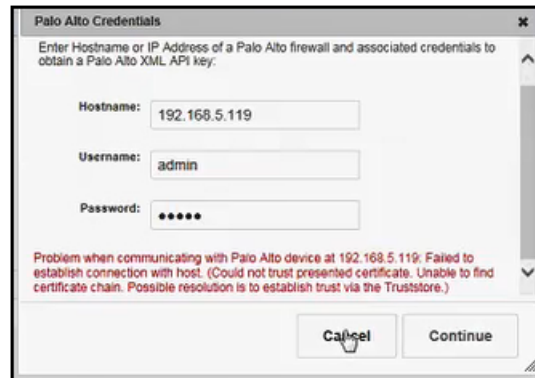 Palo Alto Credentials
Enter Hostname or IP Address of a Palo Alto firewall and associated credentials to
obtain a Palo Alto XML API key:
Hostname: 192.168.5.119
Username: admin
Password: •••••
Problem when communicating with Palo Alto device at 192.168.5.119: Failed to
establish connection with host. (Could not trust presented certificate. Unable to find
certificate chain. Possible resolution is to establish trust via the Truststore.)
Cancel Continue